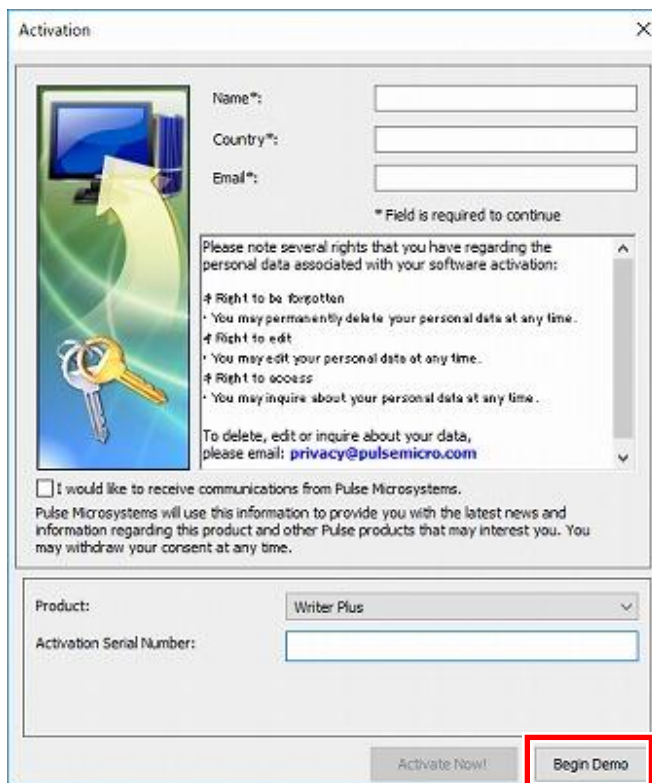 Activation
Name*:
Country*:
Email*:
* Field is required to continue
Please note several rights that you have regarding the
personal data associated with your software activation:
# Right to be forgotten
· You may permanently delete your personal data at any time.
# Right to edit
· You may edit your personal data at any time.
# Right to access
· You may inquire about your personal data at any time.
To delete, edit or inquire about your data,
please email: privacy@pulsemicro.com
I would like to receive communications from Pulse Microsystems.
Pulse Microsystems will use this information to provide you with the latest news and
information regarding this product and other Pulse products that may interest you. You
may withdraw your consent at any time.
Product:
Writer Plus
Activation Serial Number:
Activate Now!
Begin Demo